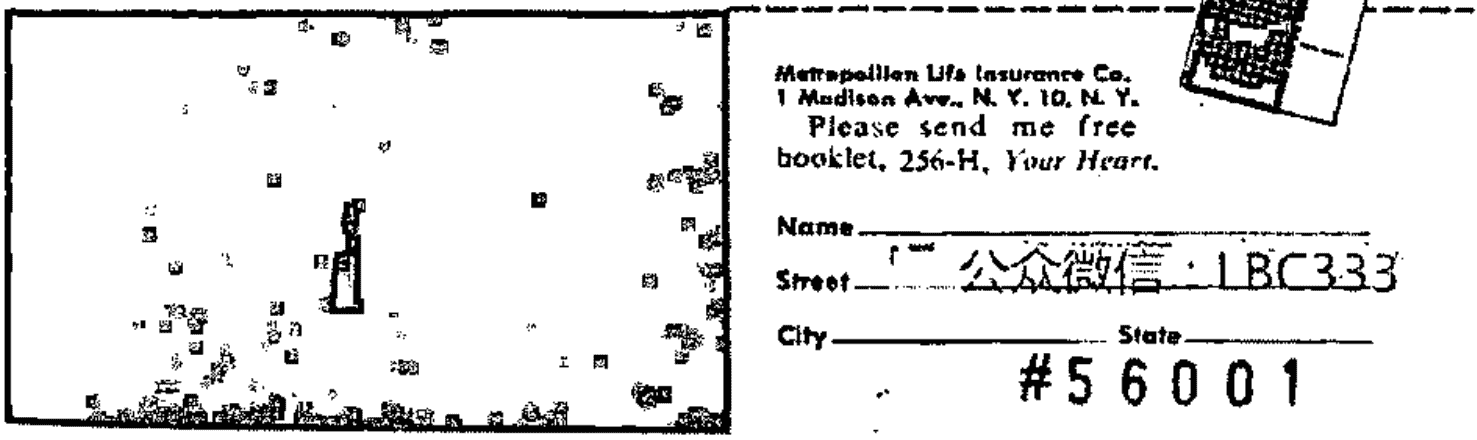 Metropolitan Life Insurance Co.
1 Madison Ave., N. Y. 10, N. Y.
Please send me free
booklet, 256-H, Your Heart.
Name
Street 公众微信：LBC333
City State
#56001